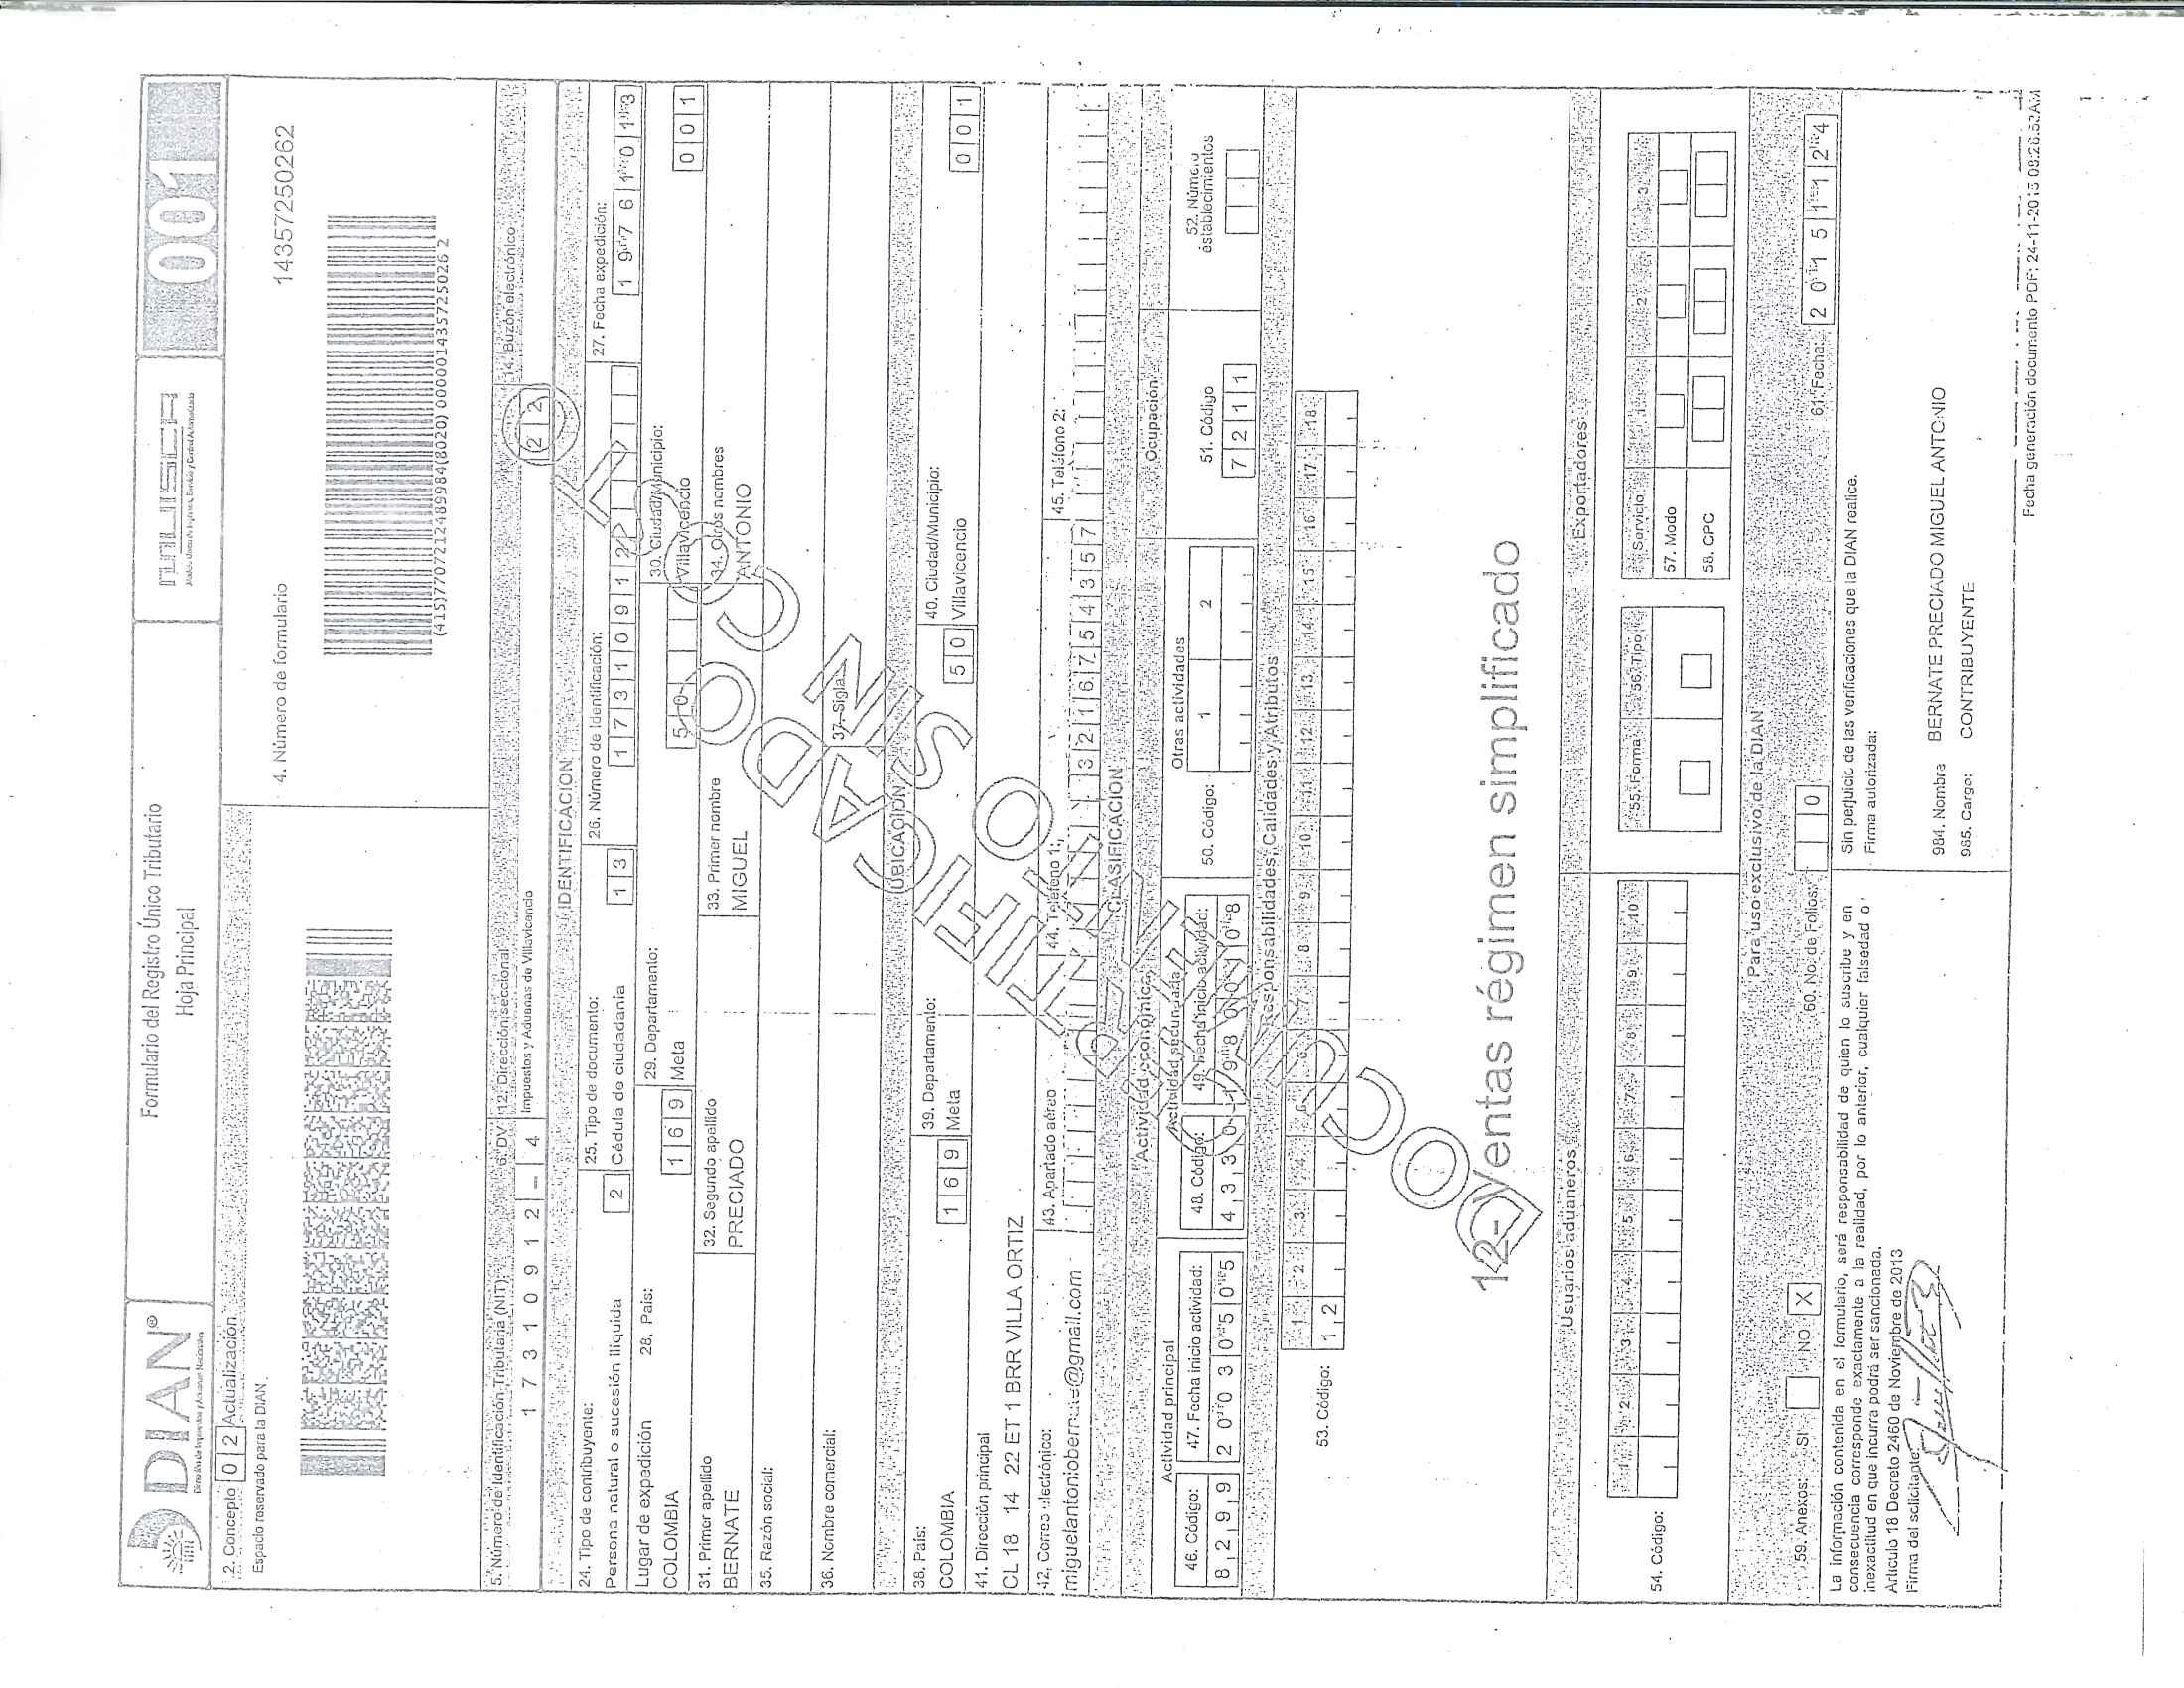 DIAN®
Dirección de Impuestos y Aduanas Nacionales
Formulario del Registro Único Tributario
Hoja Principal
MUISCA
Modelo Único de Ingresos, Servicio y Control Automatizado
001
2. Concepto 0 2 Actualización
Espacio reservado para la DIAN
4. Número de formulario 14357250262
(415)7707212489984(8020) 000001435725026 2
5. Número de Identificación Tributaria (NIT): 6. DV 12. Dirección seccional 14. Buzón electrónico
1 7 3 1 0 9 1 2 - 4 Impuestos y Aduanas de Villavicencio 2 2
IDENTIFICACION
24. Tipo de contribuyente: 25. Tipo de documento: 26. Número de Identificación: 27. Fecha expedición:
Persona natural o sucesión ilíquida 2 Cédula de ciudadanía 1 3 1 7 3 1 0 9 1 2 1 9 7 6 1 0 1 3
Lugar de expedición 28. País: 29. Departamento: 30. Ciudad/Municipio:
COLOMBIA 1 6 9 Meta 5 0 Villavicencio 0 0 1
31. Primer apellido 32. Segundo apellido 33. Primer nombre 34. Otros nombres
BERNATE PRECIADO MIGUEL ANTONIO
35. Razón social:
36. Nombre comercial: 37. Sigla:
UBICACION
38. País: 39. Departamento: 40. Ciudad/Municipio:
COLOMBIA 1 6 9 Meta 5 0 Villavicencio 0 0 1
41. Dirección principal
CL 18 14 22 ET 1 BRR VILLA ORTIZ
42. Correo electrónico: 43. Apartado aéreo 44. Teléfono 1: 45. Teléfono 2:
miguelantoniobernate@gmail.com 3 2 1 6 7 5 4 3 5 7
CLASIFICACION
Actividad económica Ocupación
Actividad principal Actividad secundaria Otras actividades 52. Número establecimientos
46. Código: 47. Fecha inicio actividad: 48. Código: 49. Fecha inicio actividad: 50. Código: 1 2 51. Código
8 2 9 9 2 0 0 3 0 5 0 5 4 3 3 0 1 9 8 0 0 1 0 8 7 2 1 1
Responsabilidades, Calidades y Atributos
1 2 3 4 5 6 7 8 9 10 11 12 13 14 15 16 17 18
53. Código: 1 2
12- Ventas régimen simplificado
DOCUMENTO SIN COSTO
CERTIFICADO
Usuarios aduaneros Exportadores
1 2 3 4 5 6 7 8 9 10 55. Forma 56. Tipo Servicio 1 2 3
54. Código:
57. Modo
58. CPC
Para uso exclusivo de la DIAN
59. Anexos: SI NO X 60. No. de Folios: 0 61. Fecha: 2 0 1 5 1 1 2 4
La información contenida en el formulario, será responsabilidad de quien lo suscribe y en
consecuencia corresponde exactamente a la realidad, por lo anterior, cualquier falsedad o
inexactitud en que incurra podrá ser sancionada.
Artículo 18 Decreto 2460 de Noviembre de 2013
Firma del solicitante:
Sin perjuicio de las verificaciones que la DIAN realice.
Firma autorizada:
984. Nombre BERNATE PRECIADO MIGUEL ANTONIO
985. Cargo: CONTRIBUYENTE
Fecha generación documento PDF: 24-11-2015 08:26:52AM